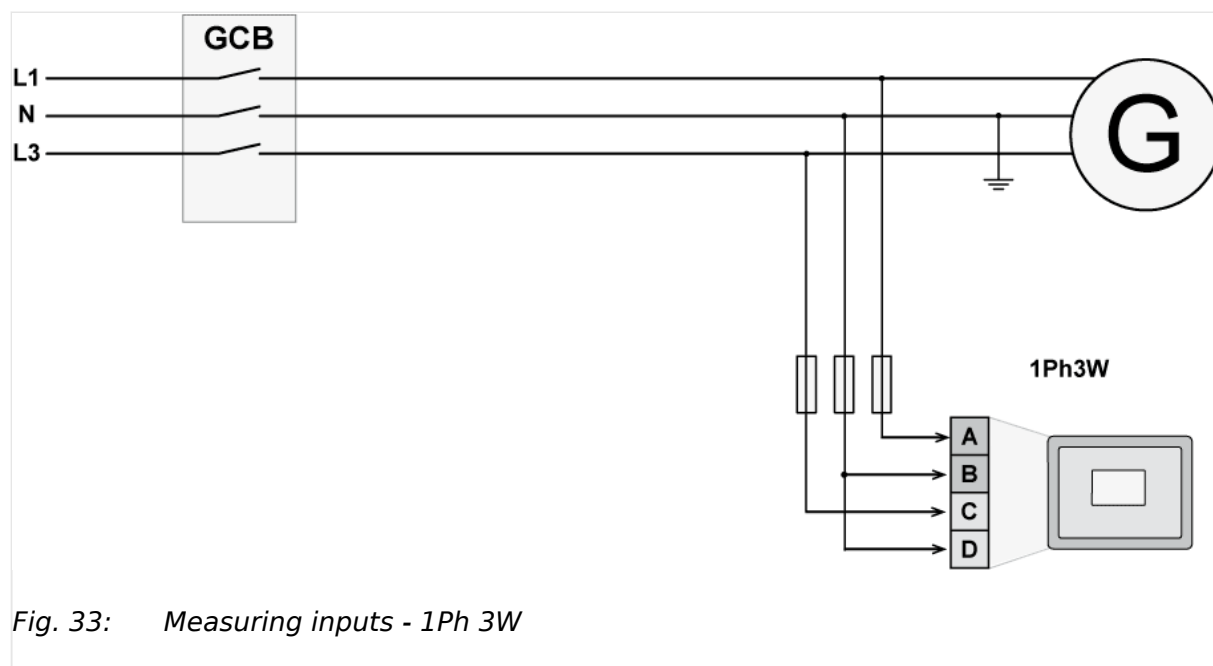 GCB
L1
N
L3
G
1Ph3W
A
B
C
D
Fig. 33: Measuring inputs - 1Ph 3W